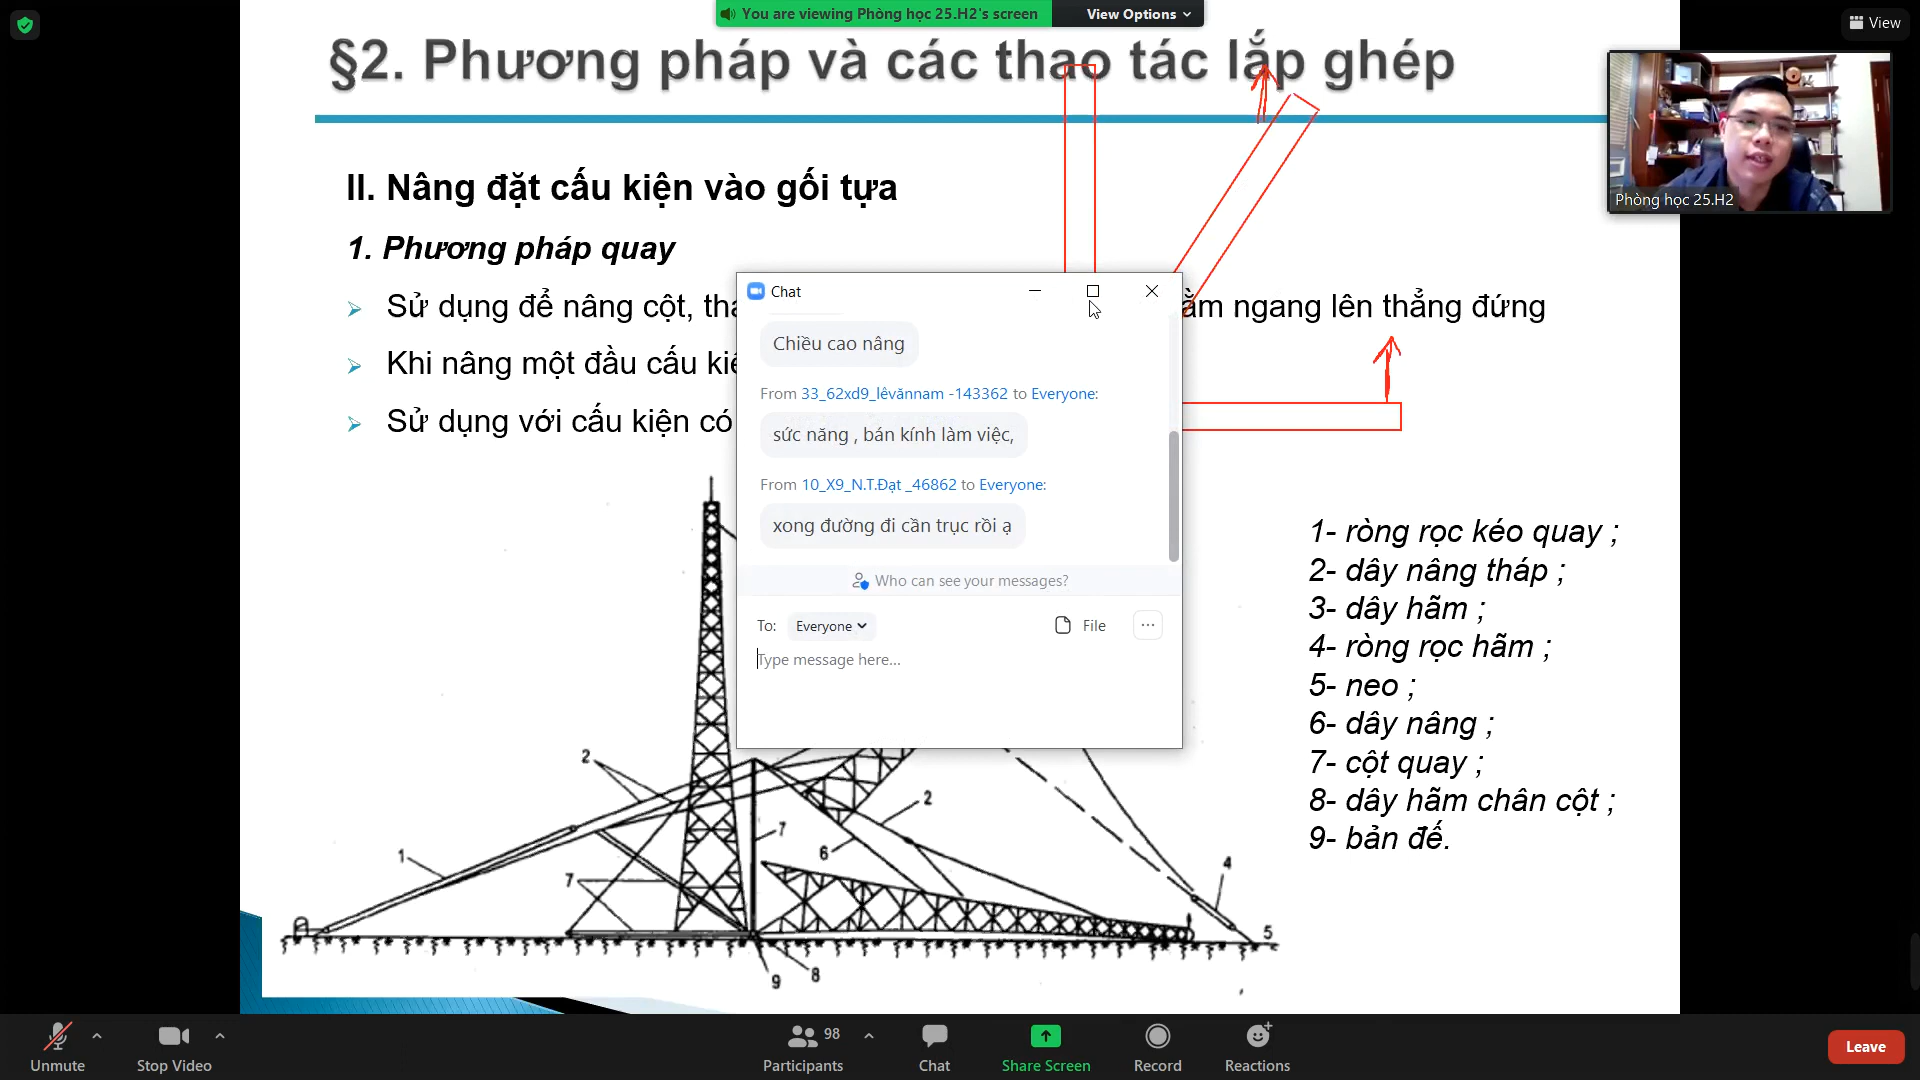 You are viewing Phòng học 25.H2's screen
View Options
View
§2. Phương pháp và các thao tác lắp ghép
Phòng học 25.H2
II. Nâng đặt cấu kiện vào gối tựa
1. Phương pháp quay
Sử dụng để nâng cột, thá
ằm ngang lên thẳng đứng
Khi nâng một đầu cấu kiệ
Sử dụng với cấu kiện có
Chat
Chiều cao nâng
From 33_62xd9_lêvănnam -143362 to Everyone:
sức năng , bán kính làm việc,
From 10_X9_N.T.Đạt _46862 to Everyone:
xong đường đi cần trục rồi ạ
Who can see your messages?
To: Everyone
File
Type message here...
1- ròng rọc kéo quay ;
2- dây nâng tháp ;
3- dây hãm ;
4- ròng rọc hãm ;
5- neo ;
6- dây nâng ;
7- cột quay ;
8- dây hãm chân cột ;
9- bản đế.
2
2
7
6
1
7
4
5
8
9
Unmute
Stop Video
98
Participants
Chat
Share Screen
Record
Reactions
Leave